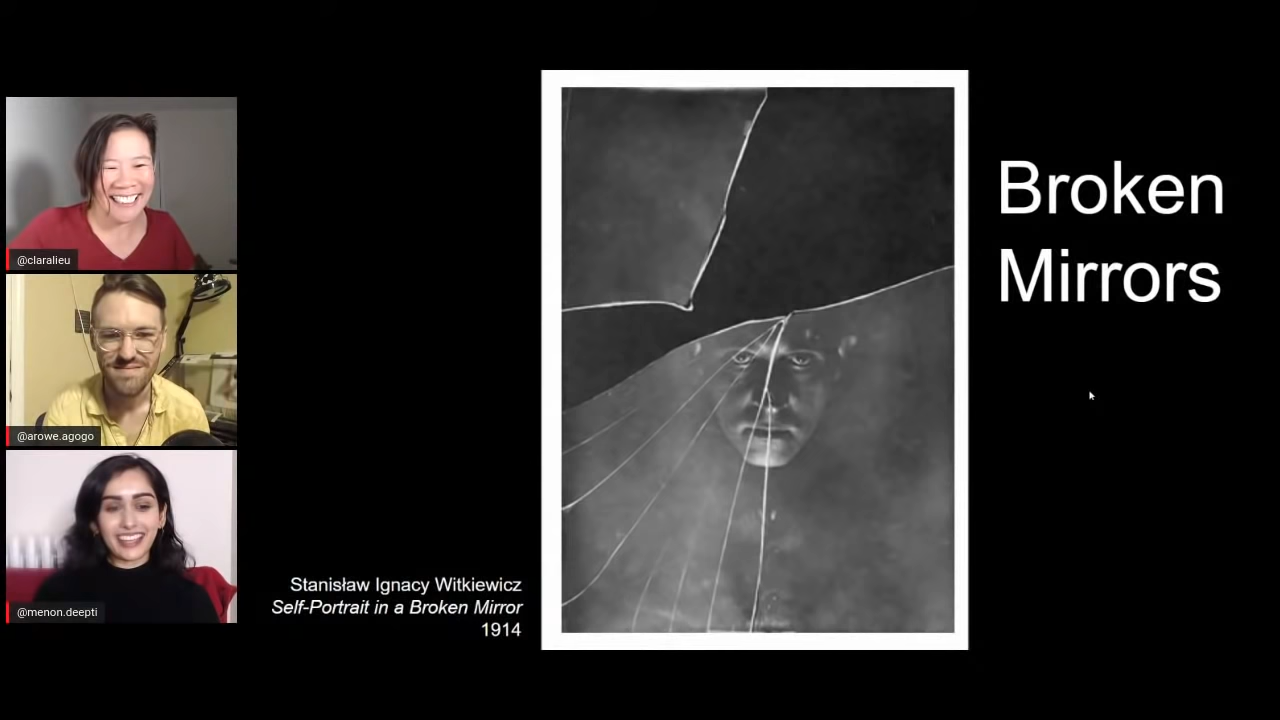 @claralieu
@arowe.agogo
@menon.deepti
Stanisław Ignacy Witkiewicz
Self-Portrait in a Broken Mirror
1914
Broken
Mirrors